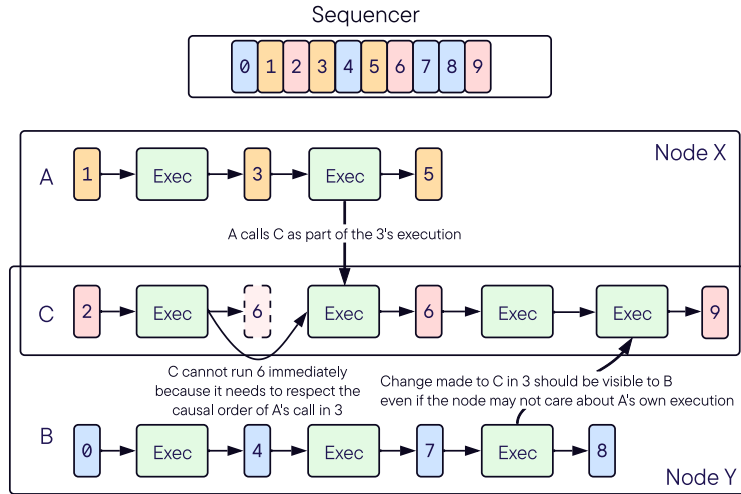 Sequencer
0 1 2 3 4 5 6 7 8 9
Node X
A 1 Exec 3 Exec 5
A calls C as part of the 3's execution
C 2 Exec 6 Exec 6 Exec Exec 9
C cannot run 6 immediately
because it needs to respect the
causal order of A's call in 3
Change made to C in 3 should be visible to B
even if the node may not care about A's own execution
B 0 Exec 4 Exec 7 Exec 8
Node Y